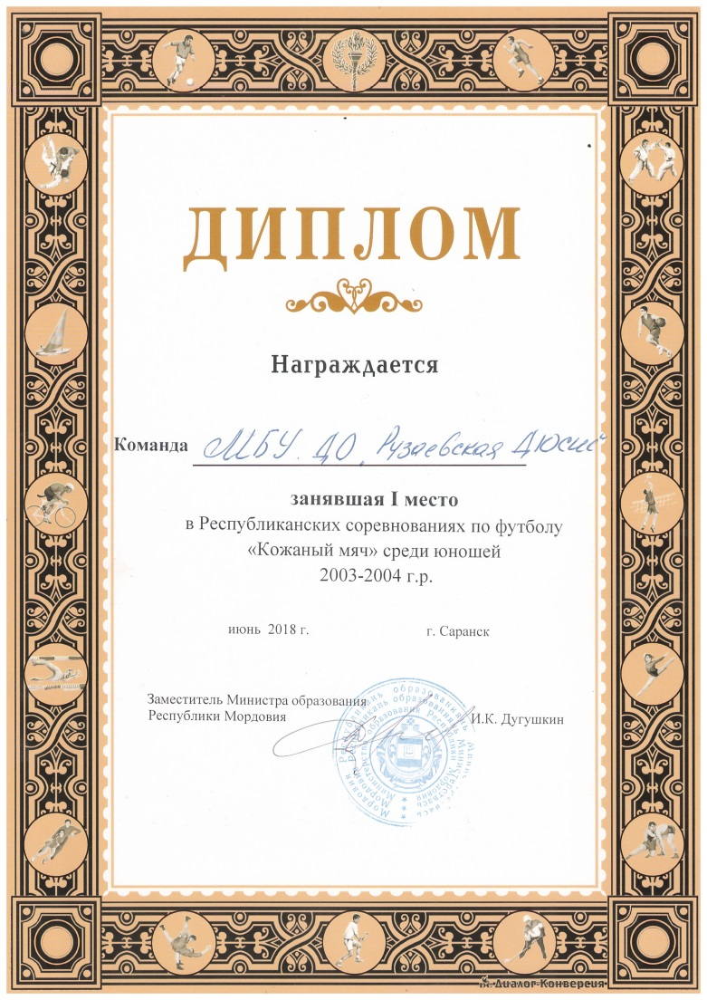 ДИПЛОМ
Награждается
Команда МБУ ДО, Рузаевская ДЮСШ
занявшая I место
в Республиканских соревнованиях по футболу
«Кожаный мяч» среди юношей
2003-2004 г.р.
июнь 2018 г. г. Саранск
Заместитель Министра образования
Республики Мордовия И.К. Дугушкин
Министерство образования Республики Мордовия
Диалог-Конверсия